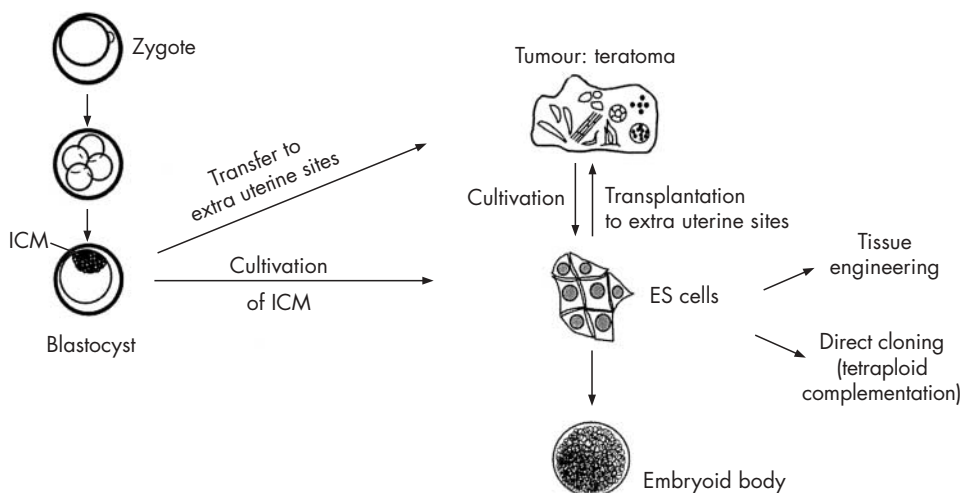 Zygote
ICM
Blastocyst
Transfer to
extra uterine sites
Cultivation
of ICM
Tumour: teratoma
Cultivation
Transplantation
to extra uterine sites
ES cells
Embryoid body
Tissue
engineering
Direct cloning
(tetraploid
complementation)